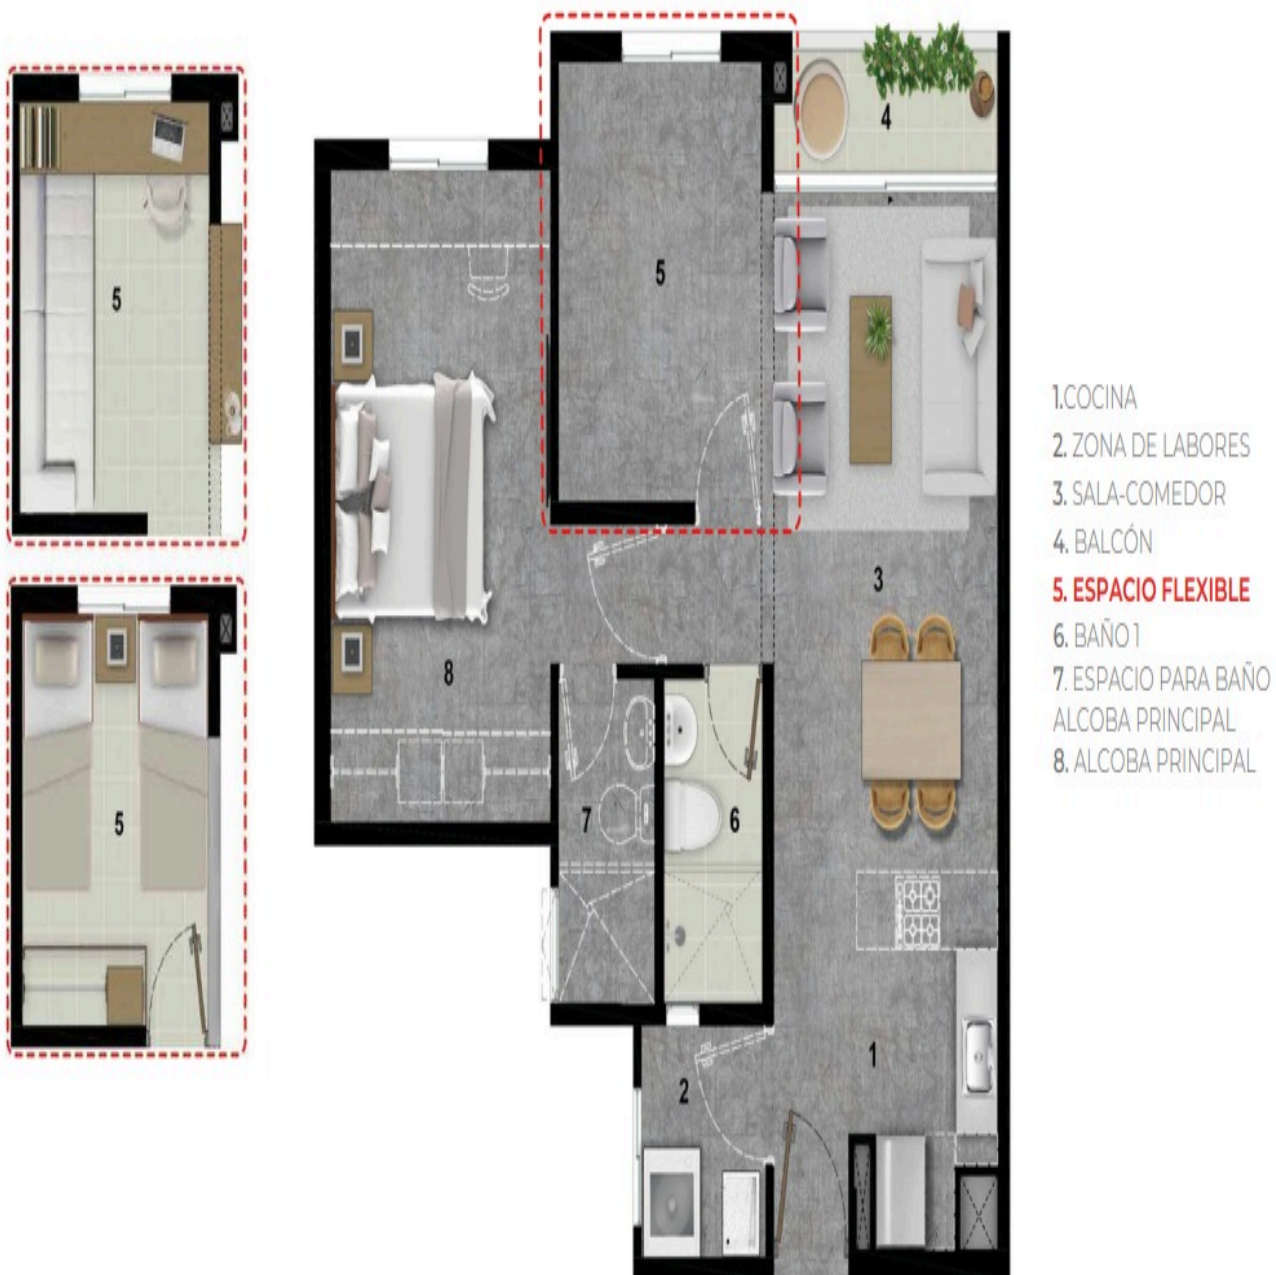 5
4
5
5
3
8
5
7
6
1
2
1.COCINA
2. ZONA DE LABORES
3. SALA-COMEDOR
4. BALCÓN
5. ESPACIO FLEXIBLE
6. BAÑO 1
7. ESPACIO PARA BAÑO
ALCOBA PRINCIPAL
8. ALCOBA PRINCIPAL